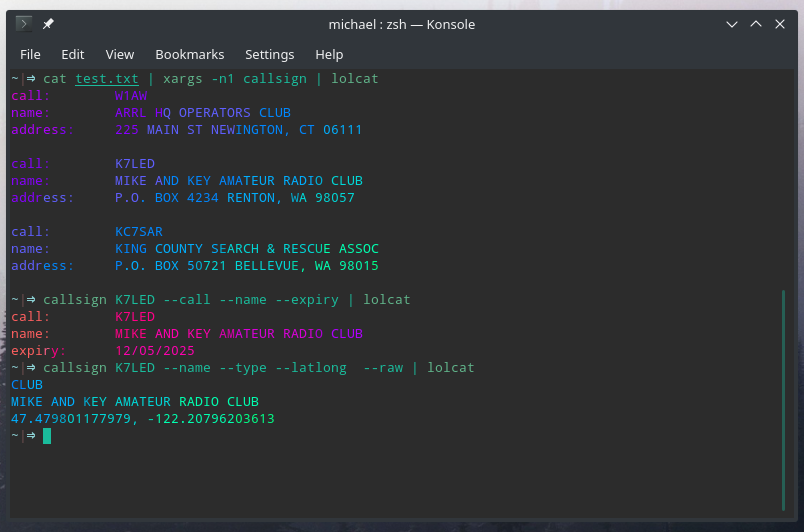 michael : zsh — Konsole
File Edit View Bookmarks Settings Help
~|⇒ cat test.txt | xargs -n1 callsign | lolcat
call: W1AW
name: ARRL HQ OPERATORS CLUB
address: 225 MAIN ST NEWINGTON, CT 06111
call: K7LED
name: MIKE AND KEY AMATEUR RADIO CLUB
address: P.O. BOX 4234 RENTON, WA 98057
call: KC7SAR
name: KING COUNTY SEARCH & RESCUE ASSOC
address: P.O. BOX 50721 BELLEVUE, WA 98015
~|⇒ callsign K7LED --call --name --expiry | lolcat
call: K7LED
name: MIKE AND KEY AMATEUR RADIO CLUB
expiry: 12/05/2025
~|⇒ callsign K7LED --name --type --latlong  --raw | lolcat
CLUB
MIKE AND KEY AMATEUR RADIO CLUB
47.479801177979, -122.20796203613
~|⇒